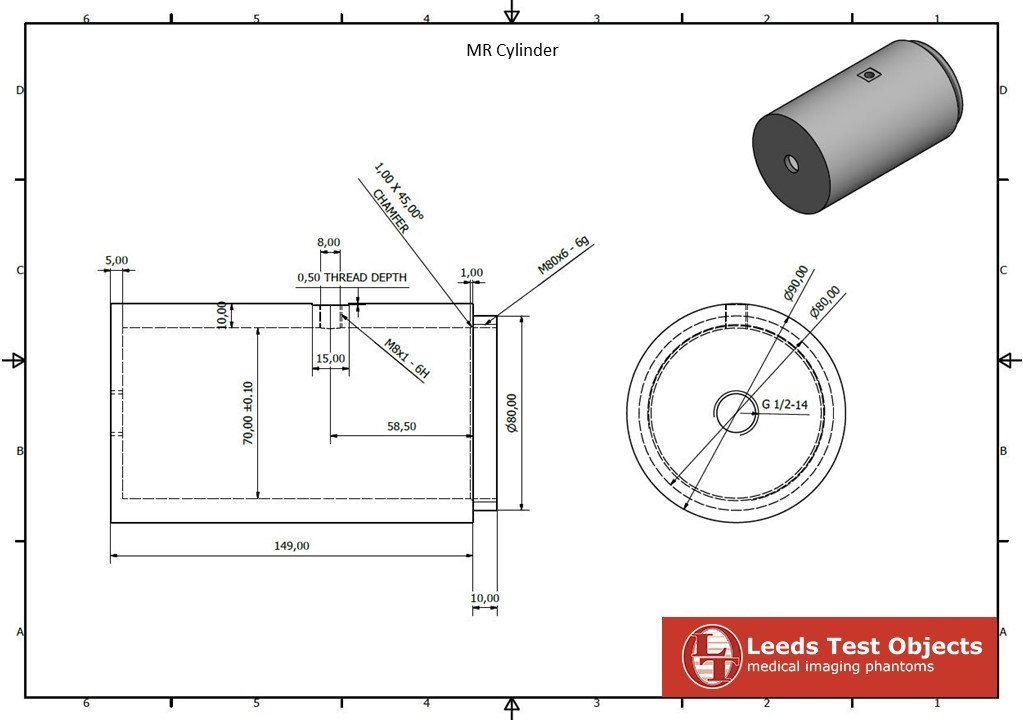 6 5 4 3 2 1
MR Cylinder
D D
1,00 X 45,00°
CHAMFER
8,00
M80x6 - 6g
5,00
C C
0,50 THREAD DEPTH
1,00
Ø90,00
Ø80,00
10,00
M8x1 - 6H
15,00
70,00 ±0.10
58,50
Ø80,00
G 1/2-14
B B
149,00
10,00
A A
LT
Leeds Test Objects
medical imaging phantoms
6 5 4 3 2 1